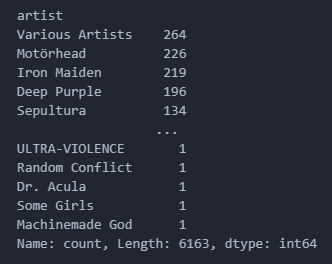 artist
Various Artists    264
Motörhead          226
Iron Maiden        219
Deep Purple        196
Sepultura          134
                  ...
ULTRA-VIOLENCE       1
Random Conflict      1
Dr. Acula            1
Some Girls           1
Machinemade God      1
Name: count, Length: 6163, dtype: int64